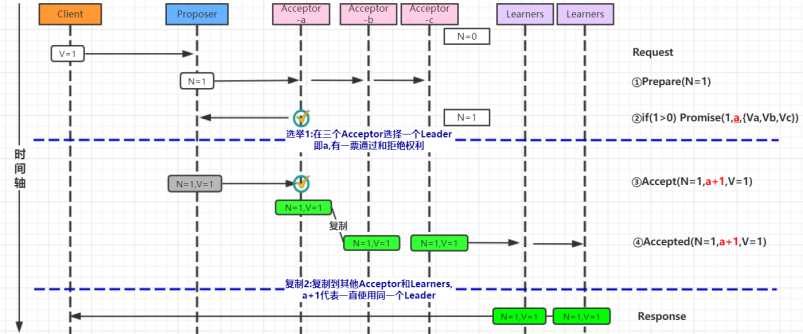 Client
Proposer
Acceptor
-a
Acceptor
-b
Acceptor
-c
Learners
Learners
N=0
V=1
Request
N=1
①Prepare(N=1)
N=1
②if(1>0) Promise(1,a,{Va,Vb,Vc})
选举1:在三个Acceptor选择一个Leader
即a,有一票通过和拒绝权利
时间轴
N=1,V=1
③Accept(N=1,a+1,V=1)
N=1,V=1
复制
N=1,V=1
N=1,V=1
④Accepted(N=1,a+1,V=1)
复制2:复制到其他Acceptor和Learners,
a+1代表一直使用同一个Leader
N=1,V=1
N=1,V=1
Response